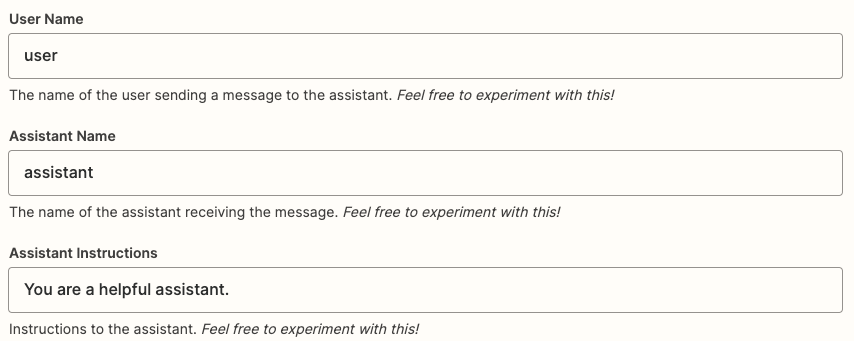 User Name
user
The name of the user sending a message to the assistant. Feel free to experiment with this!
Assistant Name
assistant
The name of the assistant receiving the message. Feel free to experiment with this!
Assistant Instructions
You are a helpful assistant.
Instructions to the assistant. Feel free to experiment with this!